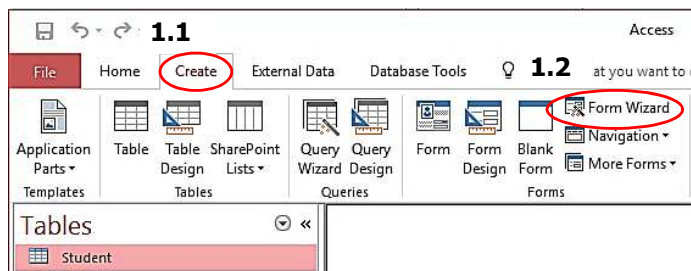 1.1
Access
File Home Create External Data Database Tools 1.2 at you want to
Application Parts
Table
Table Design
SharePoint Lists
Query Wizard
Query Design
Form
Form Design
Blank Form
Form Wizard
Navigation
More Forms
Templates Tables Queries Forms
Tables
Student